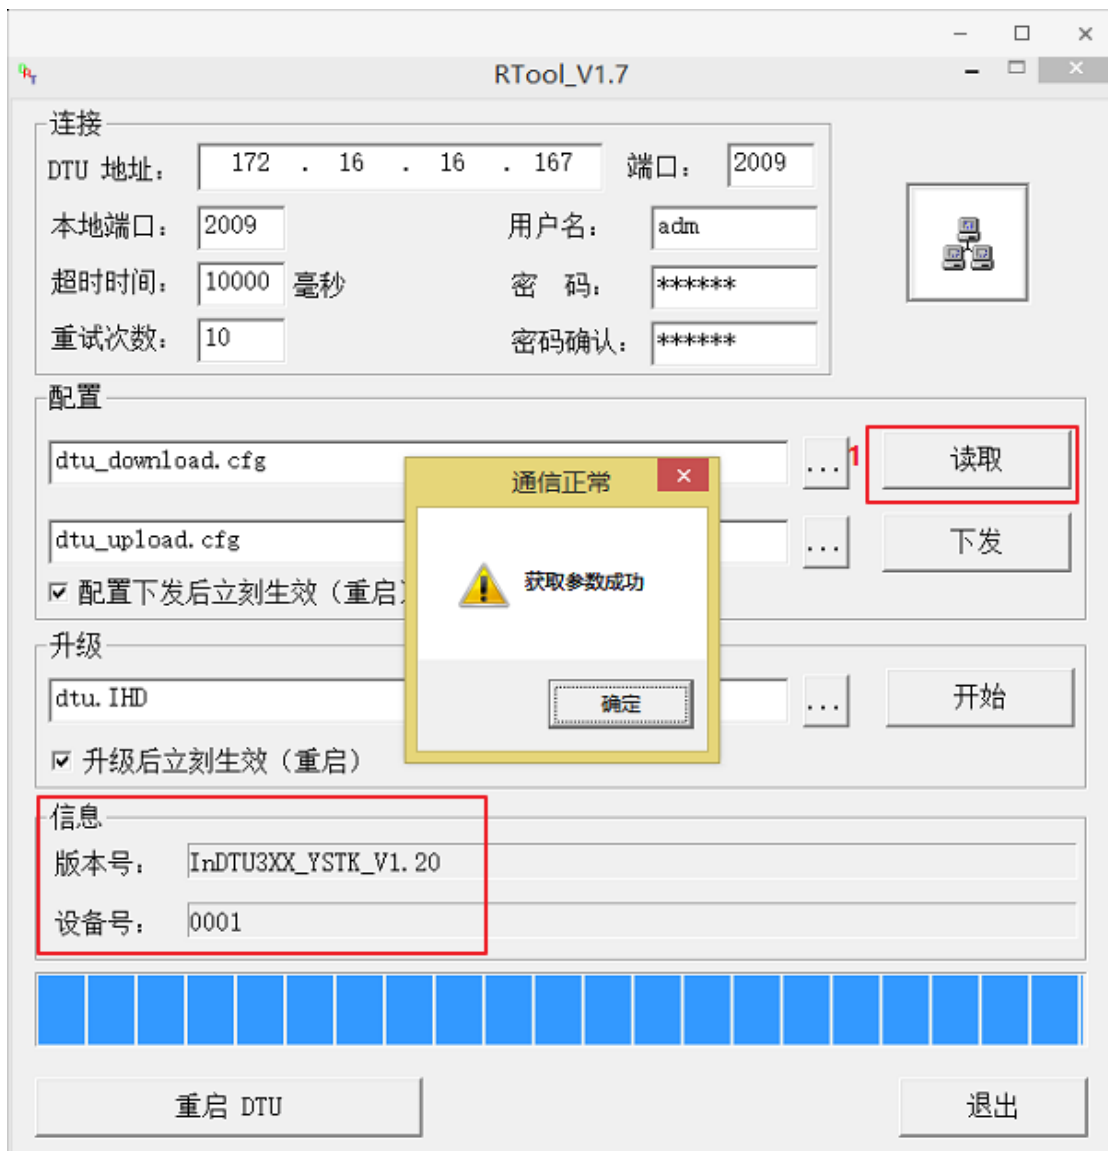 RTool_V1.7
连接
DTU 地址： 172 . 16 . 16 . 167 端口： 2009
本地端口： 2009 用户名： adm
超时时间： 10000 毫秒 密 码： ******
重试次数： 10 密码确认： ******
配置
dtu_download.cfg ... 1 读取
通信正常
dtu_upload.cfg ... 下发
获取参数成功
配置下发后立刻生效（重启）
升级
dtu.IHD ... 开始
确定
升级后立刻生效（重启）
信息
版本号： InDTU3XX_YSTK_V1.20
设备号： 0001
重启 DTU 退出